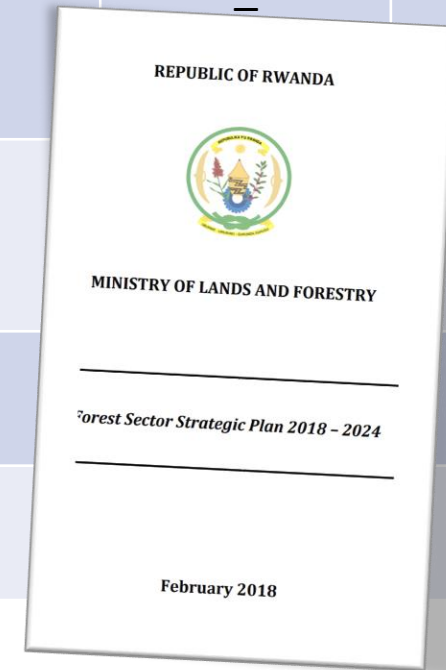 REPUBLIC OF RWANDA
MINISTRY OF LANDS AND FORESTRY
Forest Sector Strategic Plan 2018 – 2024
February 2018